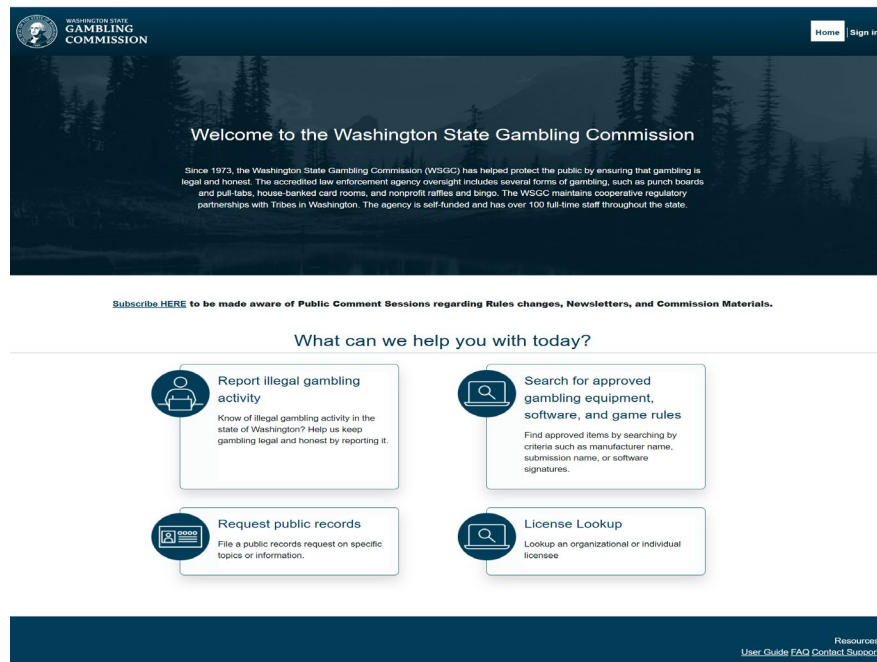 WASHINGTON STATE
GAMBLING
COMMISSION
Home | Sign in
Welcome to the Washington State Gambling Commission
Since 1973, the Washington State Gambling Commission (WSGC) has helped protect the public by ensuring that gambling is
legal and honest. The accredited law enforcement agency oversight includes several forms of gambling, such as punch boards
and pull-tabs, house-banked card rooms, and nonprofit raffles and bingo. The WSGC maintains cooperative regulatory
partnerships with Tribes in Washington. The agency is self-funded and has over 100 full-time staff throughout the state.
Subscribe HERE to be made aware of Public Comment Sessions regarding Rules changes, Newsletters, and Commission Materials.
What can we help you with today?
Report illegal gambling
activity
Know of illegal gambling activity in the
state of Washington? Help us keep
gambling legal and honest by reporting it.
Search for approved
gambling equipment,
software, and game rules
Find approved items by searching by
criteria such as manufacturer name,
submission name, or software
signatures.
Request public records
File a public records request on specific
topics or information.
License Lookup
Lookup an organizational or individual
licensee
Resources
User Guide FAQ Contact Support